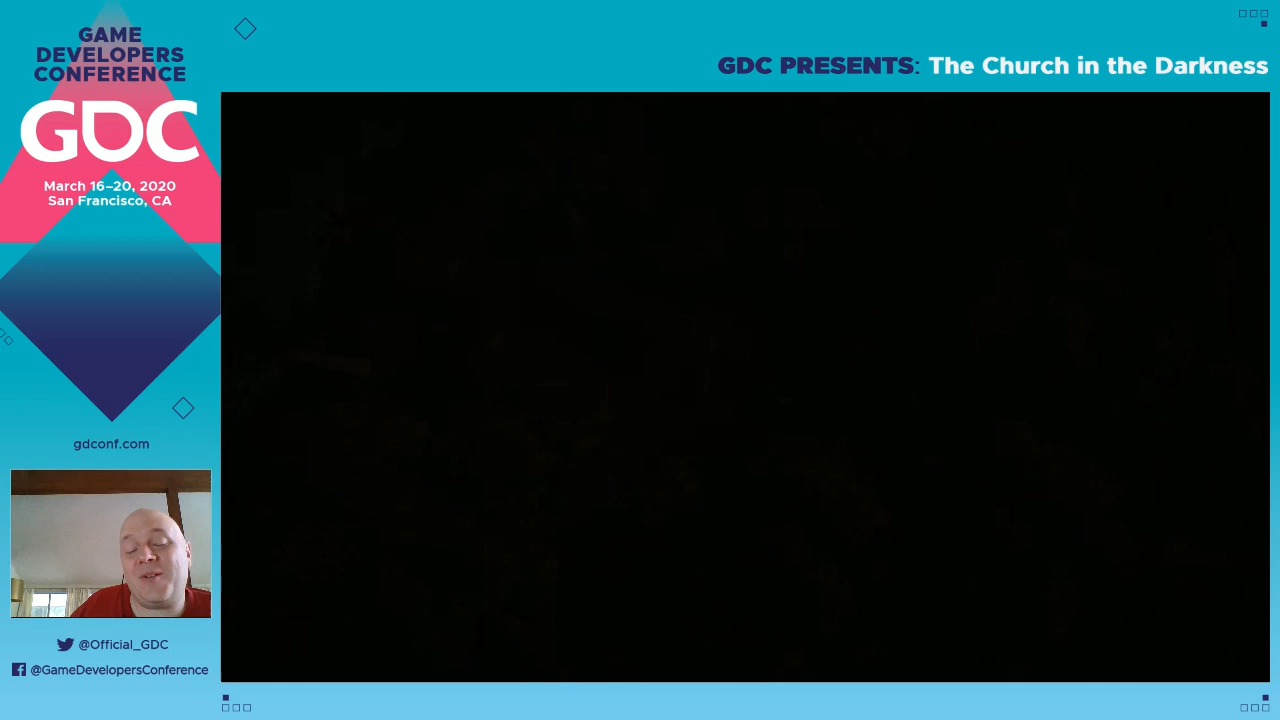 GAME
DEVELOPERS
CONFERENCE
GDC
March 16–20, 2020
San Francisco, CA
gdconf.com
@Official_GDC
@GameDevelopersConference
GDC PRESENTS: The Church in the Darkness